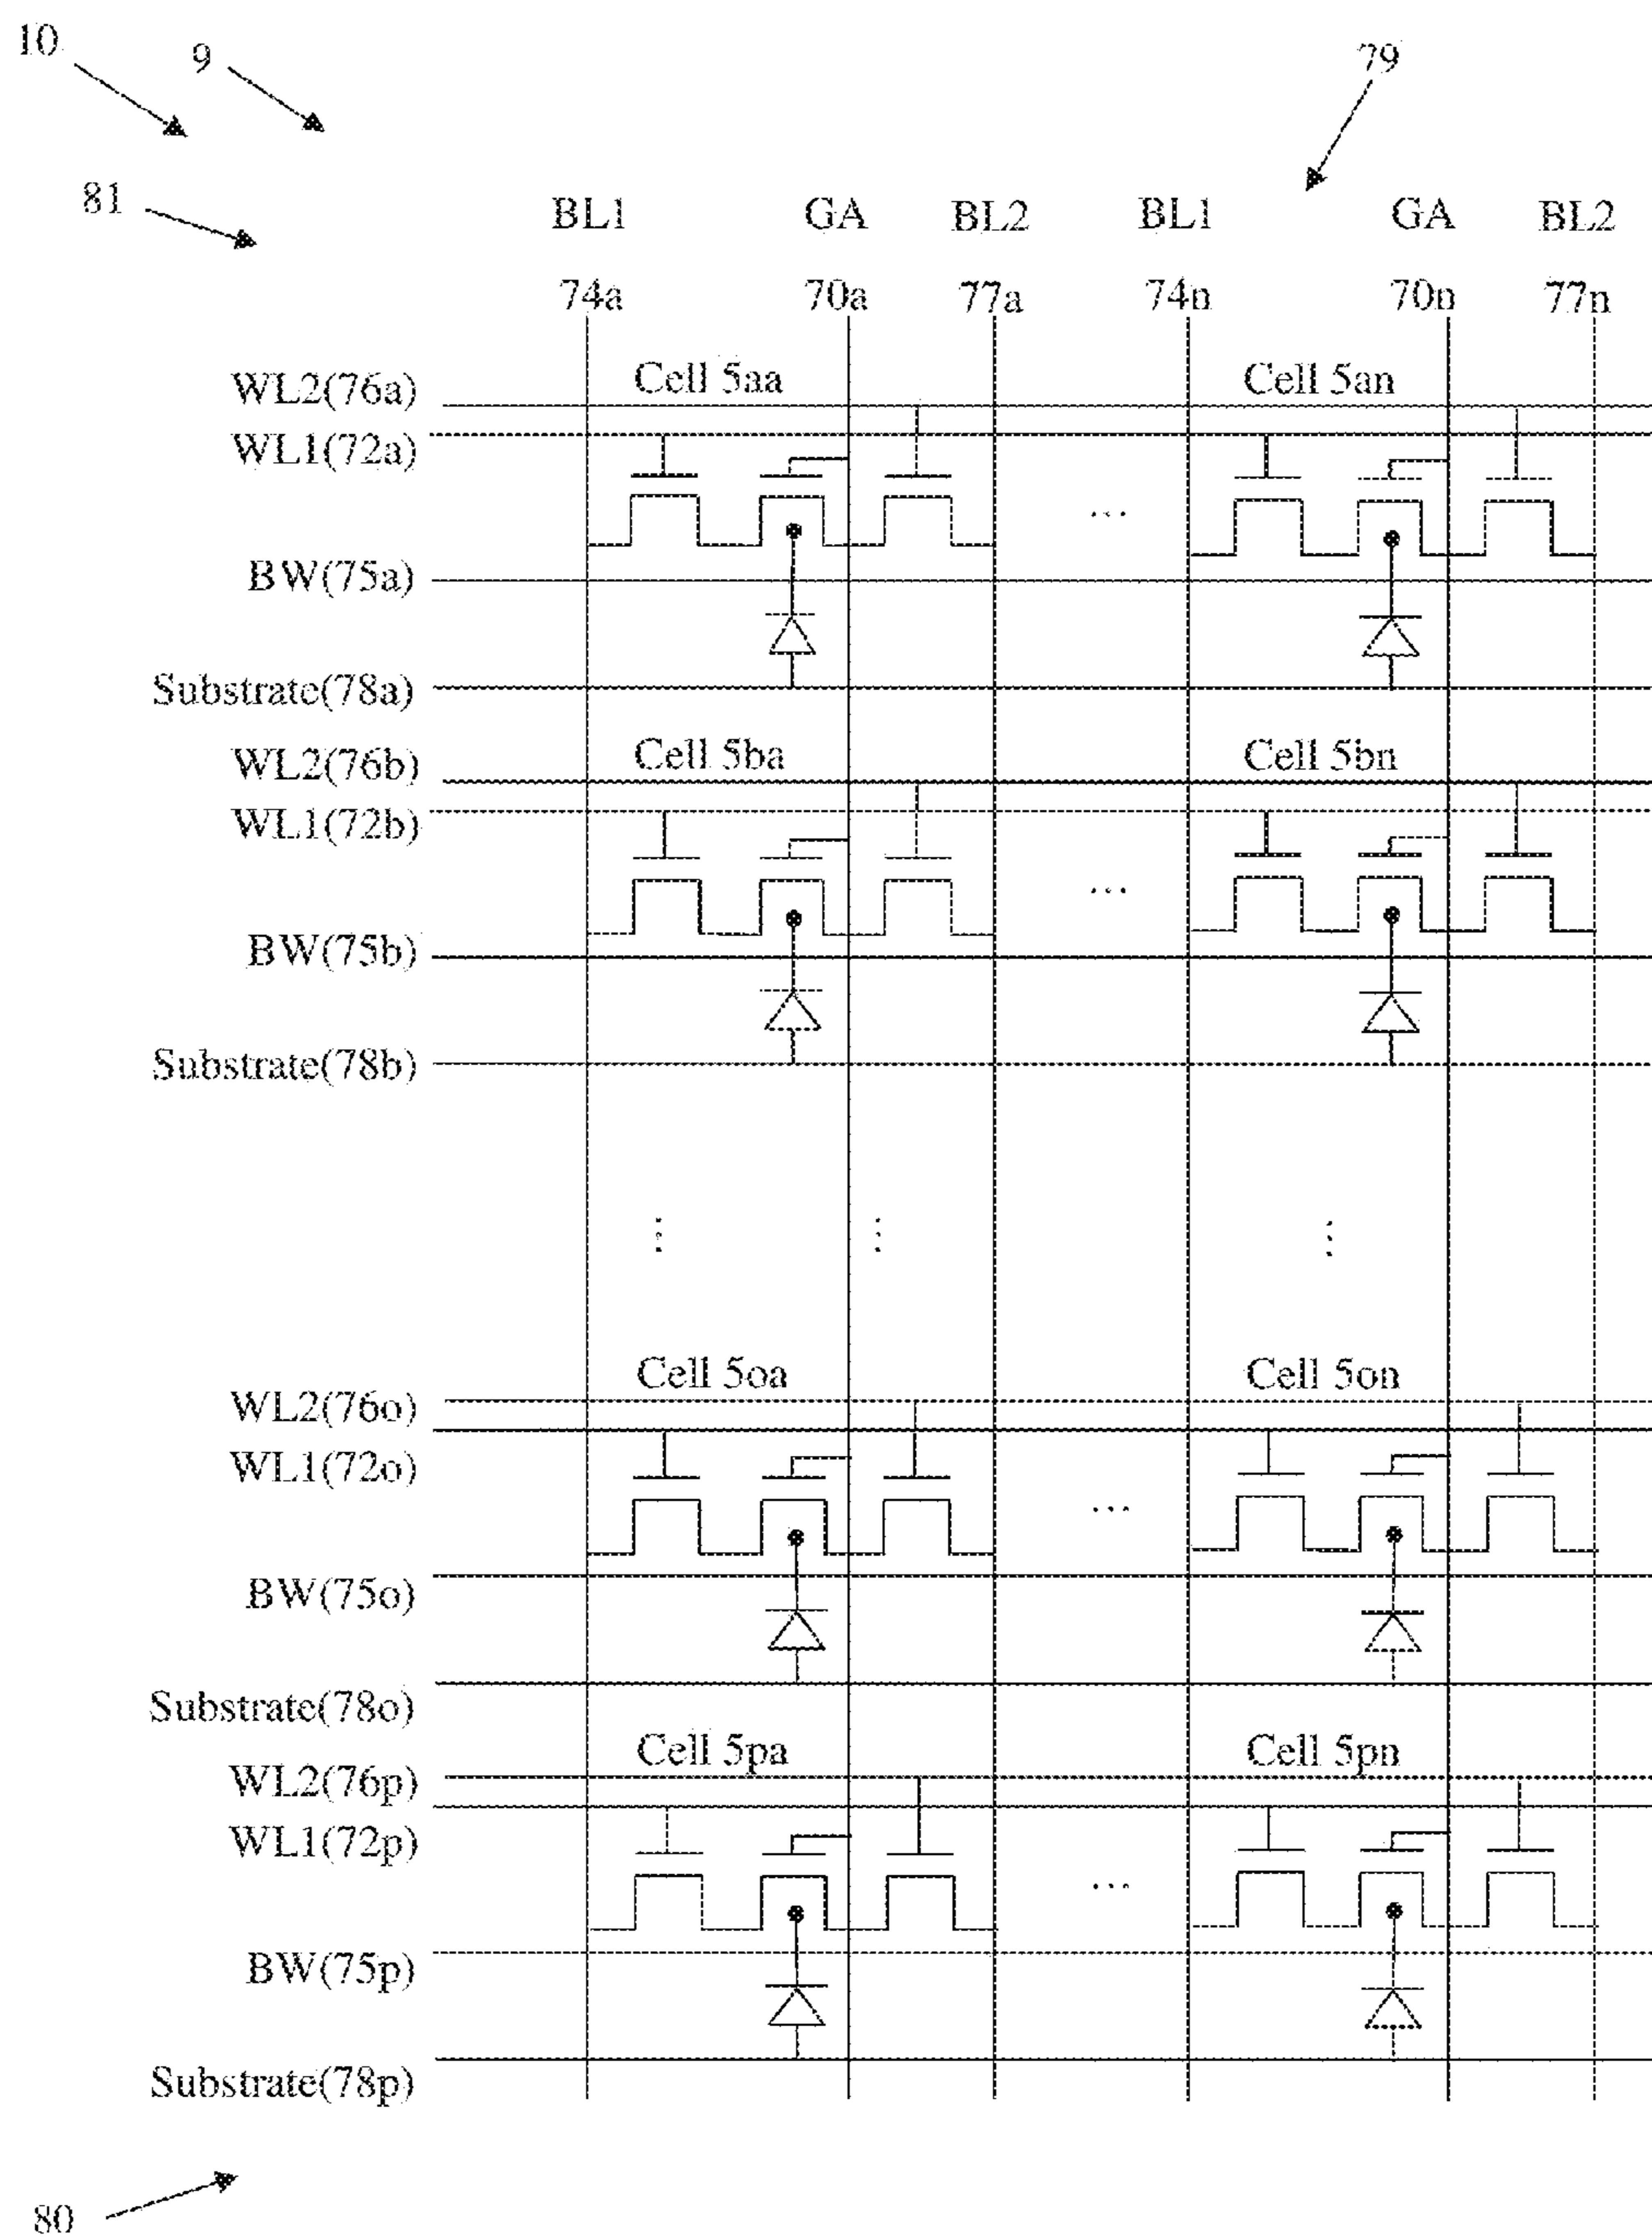 10
9
79
81
BL1 GA BL2 BL1 GA BL2
74a 70a 77a 74n 70n 77n
WL2(76a) Cell 5aa Cell 5an
WL1(72a)
...
BW(75a)
Substrate(78a)
WL2(76b) Cell 5ba Cell 5bn
WL1(72b)
...
BW(75b)
Substrate(78b)
Cell 5oa Cell 5on
WL2(76o)
WL1(72o)
...
BW(75o)
Substrate(78o)
Cell 5pa Cell 5pn
WL2(76p)
WL1(72p)
...
BW(75p)
Substrate(78p)
80